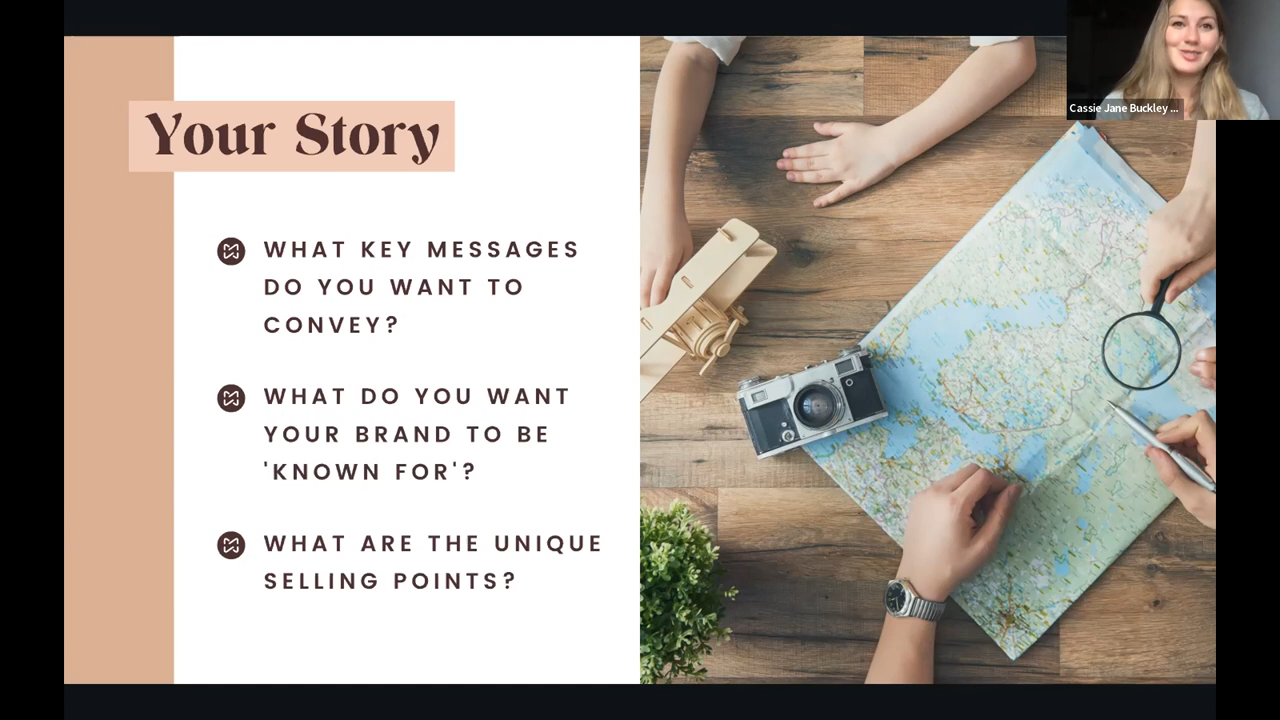 Your Story
WHAT KEY MESSAGES
DO YOU WANT TO
CONVEY?
WHAT DO YOU WANT
YOUR BRAND TO BE
'KNOWN FOR'?
WHAT ARE THE UNIQUE
SELLING POINTS?
Cassie Jane Buckley ...